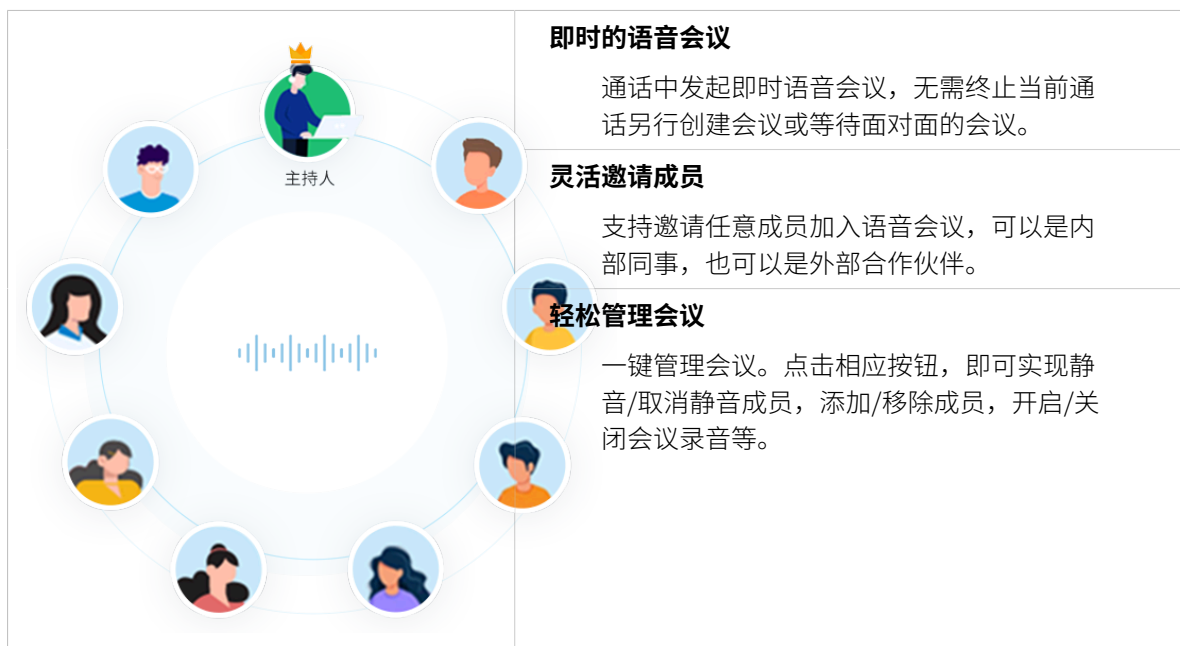 主持人
即时的语音会议
通话中发起即时语音会议，无需终止当前通
话另行创建会议或等待面对面的会议。
灵活邀请成员
支持邀请任意成员加入语音会议，可以是内
部同事，也可以是外部合作伙伴。
轻松管理会议
一键管理会议。点击相应按钮，即可实现静
音/取消静音成员，添加/移除成员，开启/关
闭会议录音等。